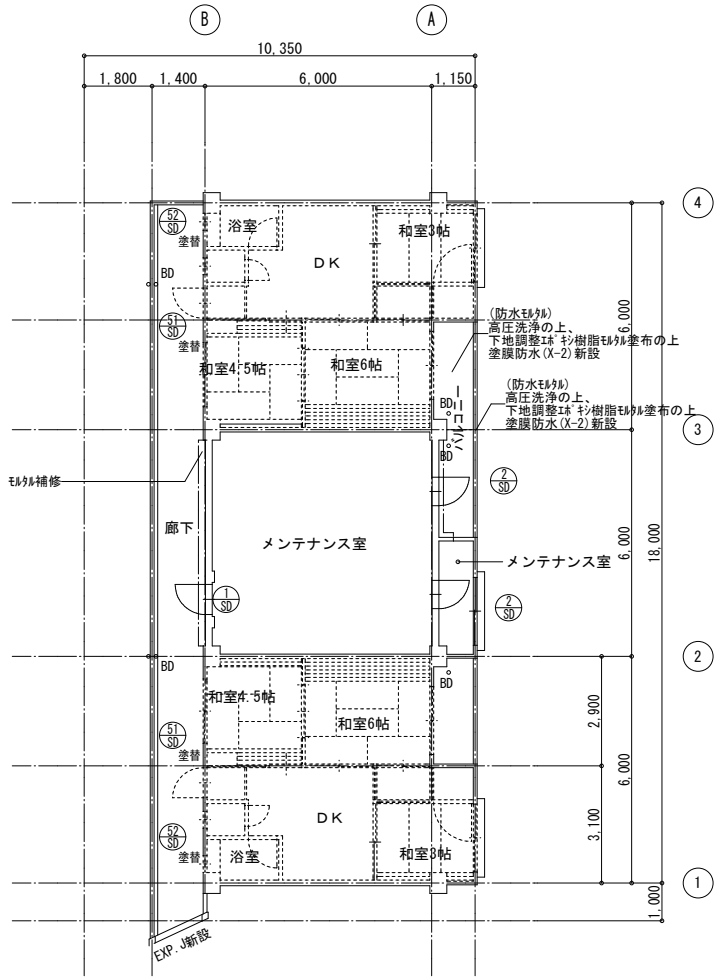 B
A
10,350
1,800
1,400
6,000
1,150
4
52
SD
塗替
浴室
DK
和室3帖
BD
(防水ﾓﾙﾀﾙ)
高圧洗浄の上、
下地調整ｴﾎﾟｷｼ樹脂ﾓﾙﾀﾙ塗布の上
塗膜防水(X-2)新設
6,000
51
SD
塗替
和室4.5帖
和室6帖
バルコニー
BD
(防水ﾓﾙﾀﾙ)
高圧洗浄の上、
下地調整ｴﾎﾟｷｼ樹脂ﾓﾙﾀﾙ塗布の上
塗膜防水(X-2)新設
3
BD
ﾓﾙﾀﾙ補修
2
SD
廊下
メンテナンス室
6,000
18,000
メンテナンス室
1
SD
2
SD
2
BD
BD
和室4.5帖
和室6帖
2,900
51
SD
塗替
6,000
DK
52
SD
塗替
浴室
和室3帖
3,100
1
1,000
EXP.J新設